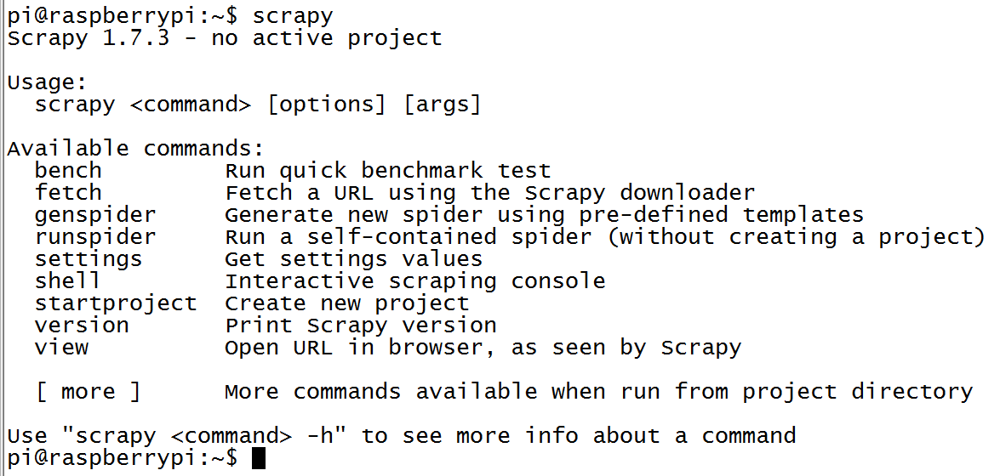 pi@raspberrypi:~$ scrapy
Scrapy 1.7.3 - no active project
Usage:
  scrapy <command> [options] [args]
Available commands:
  bench         Run quick benchmark test
  fetch         Fetch a URL using the Scrapy downloader
  genspider     Generate new spider using pre-defined templates
  runspider     Run a self-contained spider (without creating a project)
  settings      Get settings values
  shell         Interactive scraping console
  startproject  Create new project
  version       Print Scrapy version
  view          Open URL in browser, as seen by Scrapy
  [ more ]      More commands available when run from project directory
Use "scrapy <command> -h" to see more info about a command
pi@raspberrypi:~$